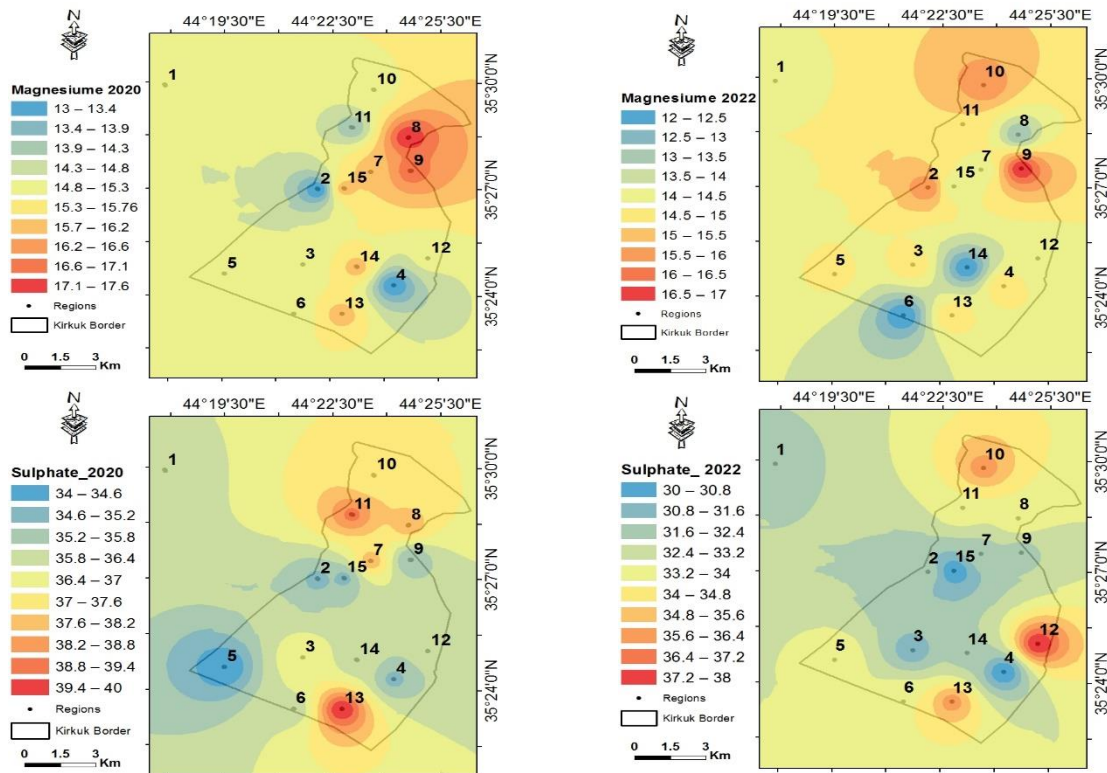 44°19'30"E 44°22'30"E 44°25'30"E
N
Magnesiume 2020
13 – 13.4
13.4 – 13.9
13.9 – 14.3
14.3 – 14.8
14.8 – 15.3
15.3 – 15.76
15.7 – 16.2
16.2 – 16.6
16.6 – 17.1
17.1 – 17.6
Regions
Kirkuk Border
0 1.5 3
Km
1
10
11
8
7
9
2
15
3
14
12
5
4
6
13
35°30'0"N
35°27'0"N
35°24'0"N
44°19'30"E 44°22'30"E 44°25'30"E
N
Magnesiume 2022
12 – 12.5
12.5 – 13
13 – 13.5
13.5 – 14
14 – 14.5
14.5 – 15
15 – 15.5
15.5 – 16
16 – 16.5
16.5 – 17
Regions
Kirkuk Border
0 1.5 3
Km
1
10
11
8
7
9
2
15
3
14
12
5
4
6
13
35°30'0"N
35°27'0"N
35°24'0"N
44°19'30"E 44°22'30"E 44°25'30"E
N
Sulphate_2020
34 – 34.6
34.6 – 35.2
35.2 – 35.8
35.8 – 36.4
36.4 – 37
37 – 37.6
37.6 – 38.2
38.2 – 38.8
38.8 – 39.4
39.4 – 40
Regions
Kirkuk Border
0 1.5 3
Km
1
10
11
8
7
9
2
15
3
14
12
5
4
6
13
35°30'0"N
35°27'0"N
35°24'0"N
44°19'30"E 44°22'30"E 44°25'30"E
N
Sulphate_ 2022
30 – 30.8
30.8 – 31.6
31.6 – 32.4
32.4 – 33.2
33.2 – 34
34 – 34.8
34.8 – 35.6
35.6 – 36.4
36.4 – 37.2
37.2 – 38
Regions
Kirkuk Border
0 1.5 3
Km
1
10
11
8
7
9
2
15
3
14
12
5
4
6
13
35°30'0"N
35°27'0"N
35°24'0"N